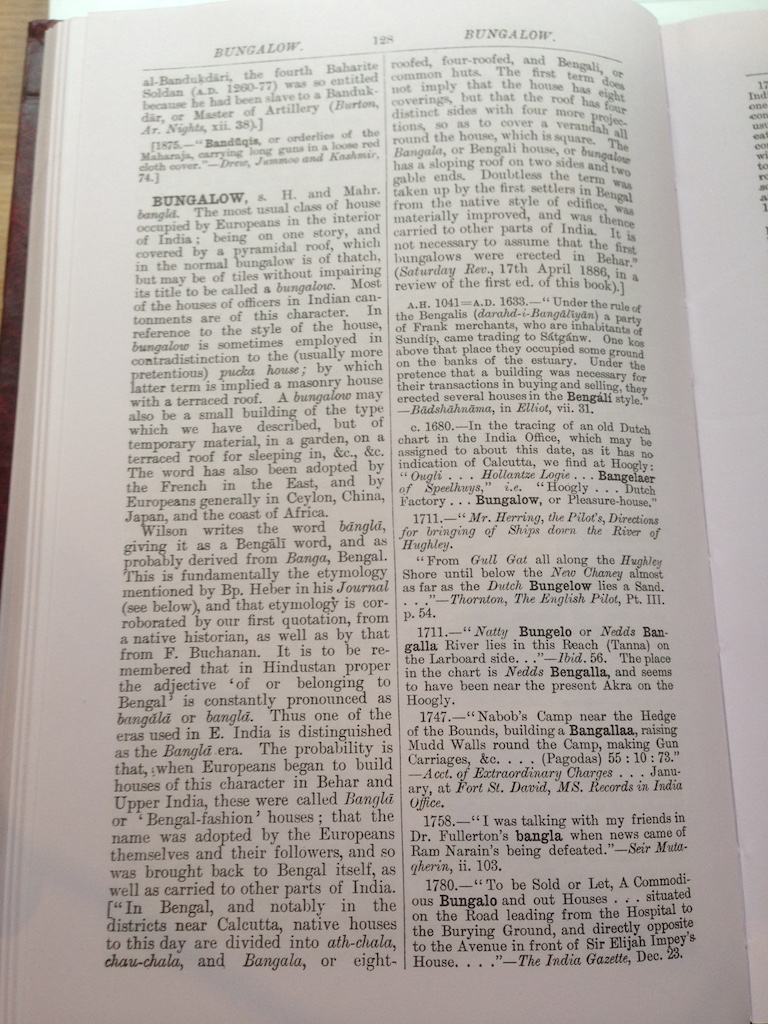 BUNGALOW.
128
BUNGALOW.
al-Bandukdāri, the fourth Baharite
Soldan (A.D. 1260-77) was so entitled
because he had been slave to a Banduk-
dār, or Master of Artillery (Burton,
Ar. Nights, xii. 38).]
[1875.—"Bandūqis, or orderlies of the
Maharaja, carrying long guns in a loose red
cloth cover."—Drew, Jummoo and Kashmir,
74.]
BUNGALOW, s. H. and Mahr.
banglā. The most usual class of house
occupied by Europeans in the interior
of India; being on one story, and
covered by a pyramidal roof, which
in the normal bungalow is of thatch,
but may be of tiles without impairing
its title to be called a bungalow. Most
of the houses of officers in Indian can-
tonments are of this character. In
reference to the style of the house,
bungalow is sometimes employed in
contradistinction to the (usually more
pretentious) pucka house; by which
latter term is implied a masonry house
with a terraced roof. A bungalow may
also be a small building of the type
which we have described, but of
temporary material, in a garden, on a
terraced roof for sleeping in, &c., &c.
The word has also been adopted by
the French in the East, and by
Europeans generally in Ceylon, China,
Japan, and the coast of Africa.
Wilson writes the word bānglā,
giving it as a Bengālī word, and as
probably derived from Banga, Bengal.
This is fundamentally the etymology
mentioned by Bp. Heber in his Journal
(see below), and that etymology is cor-
roborated by our first quotation, from
a native historian, as well as by that
from F. Buchanan. It is to be re-
membered that in Hindustan proper
the adjective 'of or belonging to
Bengal' is constantly pronounced as
bangālā or banglā. Thus one of the
eras used in E. India is distinguished
as the Banglā era. The probability is
that, when Europeans began to build
houses of this character in Behar and
Upper India, these were called Banglā
or 'Bengal-fashion' houses; that the
name was adopted by the Europeans
themselves and their followers, and so
was brought back to Bengal itself, as
well as carried to other parts of India.
["In Bengal, and notably in the
districts near Calcutta, native houses
to this day are divided into ath-chala,
chau-chala, and Bangala, or eight-
roofed, four-roofed, and Bengali, or
common huts. The first term does
not imply that the house has eight
coverings, but that the roof has four
distinct sides with four more projec-
tions, so as to cover a verandah all
round the house, which is square. The
Bangala, or Bengali house, or bungalow
has a sloping roof on two sides and two
gable ends. Doubtless the term was
taken up by the first settlers in Bengal
from the native style of edifice, was
materially improved, and was thence
carried to other parts of India. It is
not necessary to assume that the first
bungalows were erected in Behar."
(Saturday Rev., 17th April 1886, in a
review of the first ed. of this book).]
A.H. 1041=A.D. 1633.—"Under the rule of
the Bengalis (darahd-i-Bangālīyān) a party
of Frank merchants, who are inhabitants of
Sundīp, came trading to Sátgánw. One kos
above that place they occupied some ground
on the banks of the estuary. Under the
pretence that a building was necessary for
their transactions in buying and selling, they
erected several houses in the Bengálí style."
—Bādshāhnāma, in Elliot, vii. 31.
c. 1680.—In the tracing of an old Dutch
chart in the India Office, which may be
assigned to about this date, as it has no
indication of Calcutta, we find at Hoogly:
"Ougli . . . Hollantze Logie . . . Bangelaer
of Speelhuys," i.e. "Hoogly . . . Dutch
Factory . . . Bungalow, or Pleasure-house."
1711.—"Mr. Herring, the Pilot's, Directions
for bringing of Ships down the River of
Hughley.
"From Gull Gat all along the Hughley
Shore until below the New Chaney almost
as far as the Dutch Bungelow lies a Sand.
. . ."—Thornton, The English Pilot, Pt. III.
p. 54.
1711.—"Natty Bungelo or Nedds Ban-
galla River lies in this Reach (Tanna) on
the Larboard side. . ."—Ibid. 56. The place
in the chart is Nedds Bengalla, and seems
to have been near the present Akra on the
Hoogly.
1747.—"Nabob's Camp near the Hedge
of the Bounds, building a Bangallaa, raising
Mudd Walls round the Camp, making Gun
Carriages, &c. . . . (Pagodas) 55 : 10 : 73."
—Acct. of Extraordinary Charges . . . Janu-
ary, at Fort St. David, MS. Records in India
Office.
1758.—"I was talking with my friends in
Dr. Fullerton's bangla when news came of
Ram Narain's being defeated."—Seir Muta-
qherin, ii. 103.
1780.—"To be Sold or Let, A Commodi-
ous Bungalo and out Houses . . . situated
on the Road leading from the Hospital to
the Burying Ground, and directly opposite
to the Avenue in front of Sir Elijah Impey's
House. . . ."—The India Gazette, Dec. 23.